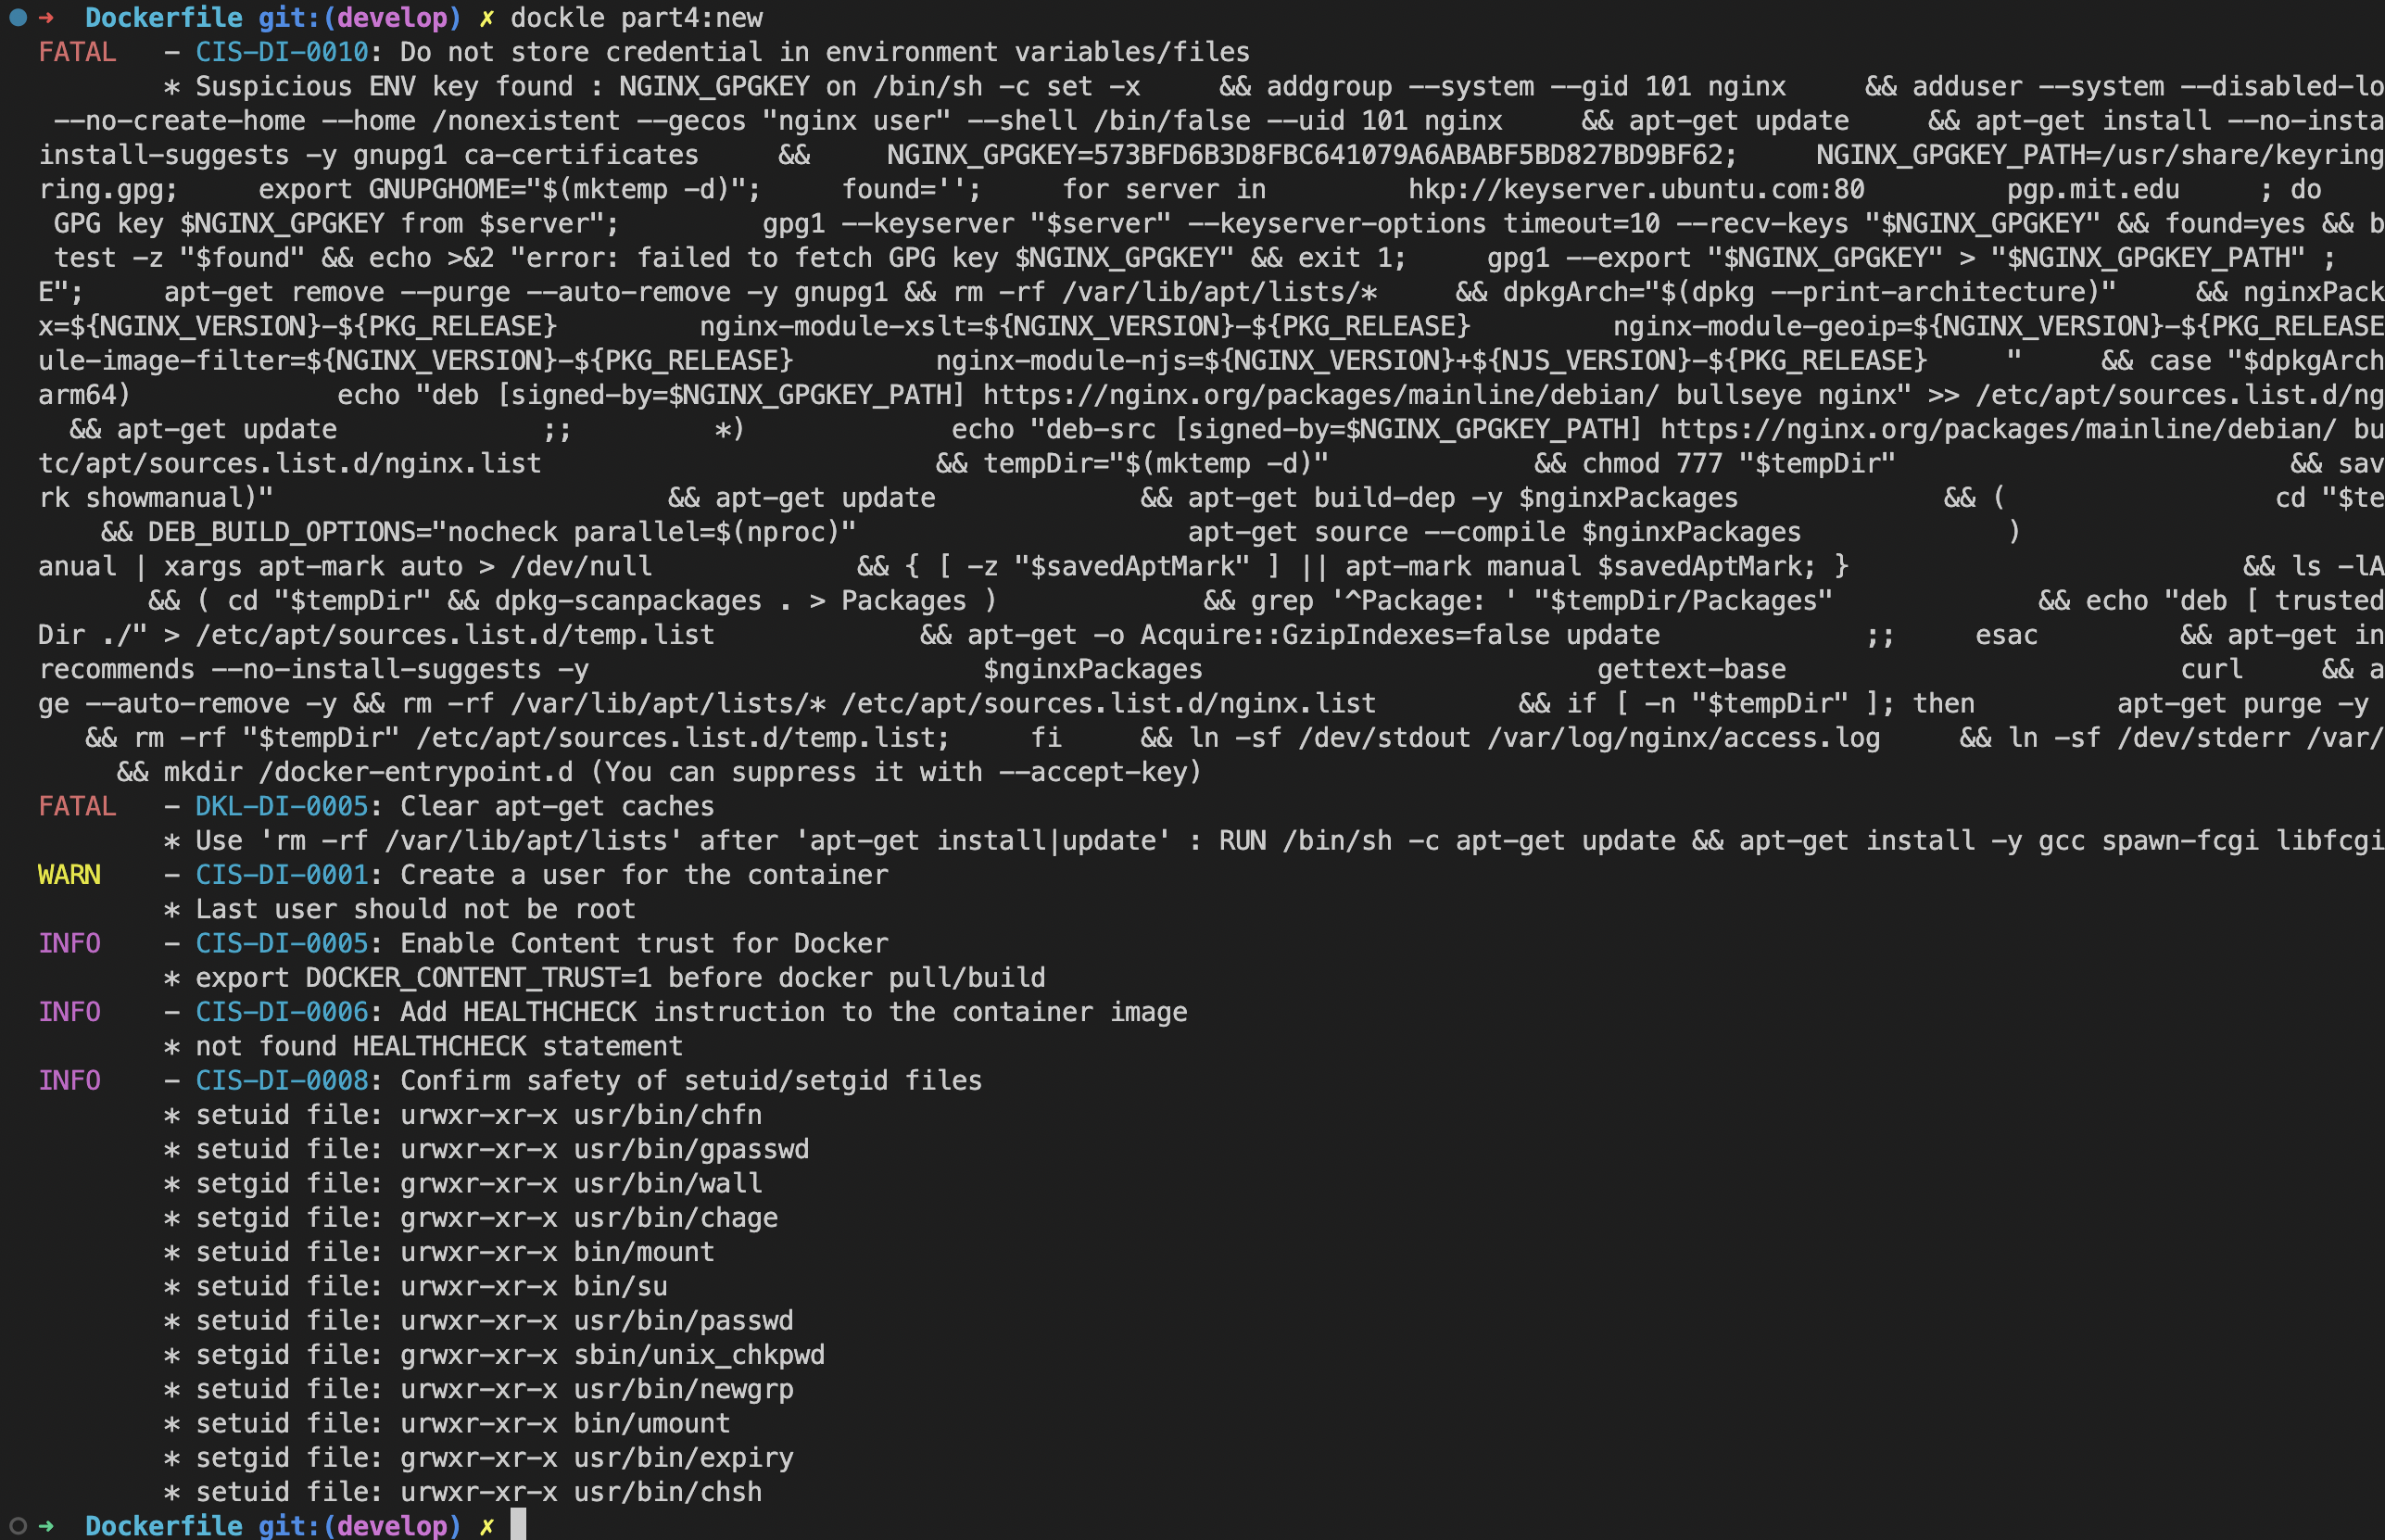 ➜  Dockerfile git:(develop) ✗ dockle part4:new
FATAL   - CIS-DI-0010: Do not store credential in environment variables/files
        * Suspicious ENV key found : NGINX_GPGKEY on /bin/sh -c set -x     && addgroup --system --gid 101 nginx     && adduser --system --disabled-lo
 --no-create-home --home /nonexistent --gecos "nginx user" --shell /bin/false --uid 101 nginx     && apt-get update     && apt-get install --no-insta
install-suggests -y gnupg1 ca-certificates     &&     NGINX_GPGKEY=573BFD6B3D8FBC641079A6ABABF5BD827BD9BF62;     NGINX_GPGKEY_PATH=/usr/share/keyring
ring.gpg;     export GNUPGHOME="$(mktemp -d)";     found='';     for server in         hkp://keyserver.ubuntu.com:80         pgp.mit.edu     ; do
 GPG key $NGINX_GPGKEY from $server";         gpg1 --keyserver "$server" --keyserver-options timeout=10 --recv-keys "$NGINX_GPGKEY" && found=yes && b
 test -z "$found" && echo >&2 "error: failed to fetch GPG key $NGINX_GPGKEY" && exit 1;     gpg1 --export "$NGINX_GPGKEY" > "$NGINX_GPGKEY_PATH" ;
E";     apt-get remove --purge --auto-remove -y gnupg1 && rm -rf /var/lib/apt/lists/*     && dpkgArch="$(dpkg --print-architecture)"     && nginxPack
x=${NGINX_VERSION}-${PKG_RELEASE}         nginx-module-xslt=${NGINX_VERSION}-${PKG_RELEASE}         nginx-module-geoip=${NGINX_VERSION}-${PKG_RELEASE
ule-image-filter=${NGINX_VERSION}-${PKG_RELEASE}         nginx-module-njs=${NGINX_VERSION}+${NJS_VERSION}-${PKG_RELEASE}     "     && case "$dpkgArch
arm64)             echo "deb [signed-by=$NGINX_GPGKEY_PATH] https://nginx.org/packages/mainline/debian/ bullseye nginx" >> /etc/apt/sources.list.d/ng
  && apt-get update             ;;         *)             echo "deb-src [signed-by=$NGINX_GPGKEY_PATH] https://nginx.org/packages/mainline/debian/ bu
tc/apt/sources.list.d/nginx.list                         && tempDir="$(mktemp -d)"             && chmod 777 "$tempDir"                         && sav
rk showmanual)"                         && apt-get update             && apt-get build-dep -y $nginxPackages             && (                 cd "$te
    && DEB_BUILD_OPTIONS="nocheck parallel=$(nproc)"                     apt-get source --compile $nginxPackages             )
anual | xargs apt-mark auto > /dev/null             && { [ -z "$savedAptMark" ] || apt-mark manual $savedAptMark; }                         && ls -lA
       && ( cd "$tempDir" && dpkg-scanpackages . > Packages )             && grep '^Package: ' "$tempDir/Packages"             && echo "deb [ trusted
Dir ./" > /etc/apt/sources.list.d/temp.list             && apt-get -o Acquire::GzipIndexes=false update             ;;     esac         && apt-get in
recommends --no-install-suggests -y                         $nginxPackages                         gettext-base                         curl     && a
ge --auto-remove -y && rm -rf /var/lib/apt/lists/* /etc/apt/sources.list.d/nginx.list         && if [ -n "$tempDir" ]; then         apt-get purge -y
   && rm -rf "$tempDir" /etc/apt/sources.list.d/temp.list;     fi     && ln -sf /dev/stdout /var/log/nginx/access.log     && ln -sf /dev/stderr /var/
     && mkdir /docker-entrypoint.d (You can suppress it with --accept-key)
FATAL   - DKL-DI-0005: Clear apt-get caches
        * Use 'rm -rf /var/lib/apt/lists' after 'apt-get install|update' : RUN /bin/sh -c apt-get update && apt-get install -y gcc spawn-fcgi libfcgi
WARN    - CIS-DI-0001: Create a user for the container
        * Last user should not be root
INFO    - CIS-DI-0005: Enable Content trust for Docker
        * export DOCKER_CONTENT_TRUST=1 before docker pull/build
INFO    - CIS-DI-0006: Add HEALTHCHECK instruction to the container image
        * not found HEALTHCHECK statement
INFO    - CIS-DI-0008: Confirm safety of setuid/setgid files
        * setuid file: urwxr-xr-x usr/bin/chfn
        * setuid file: urwxr-xr-x usr/bin/gpasswd
        * setgid file: grwxr-xr-x usr/bin/wall
        * setgid file: grwxr-xr-x usr/bin/chage
        * setuid file: urwxr-xr-x bin/mount
        * setuid file: urwxr-xr-x bin/su
        * setuid file: urwxr-xr-x usr/bin/passwd
        * setgid file: grwxr-xr-x sbin/unix_chkpwd
        * setuid file: urwxr-xr-x usr/bin/newgrp
        * setuid file: urwxr-xr-x bin/umount
        * setgid file: grwxr-xr-x usr/bin/expiry
        * setuid file: urwxr-xr-x usr/bin/chsh
➜  Dockerfile git:(develop) ✗